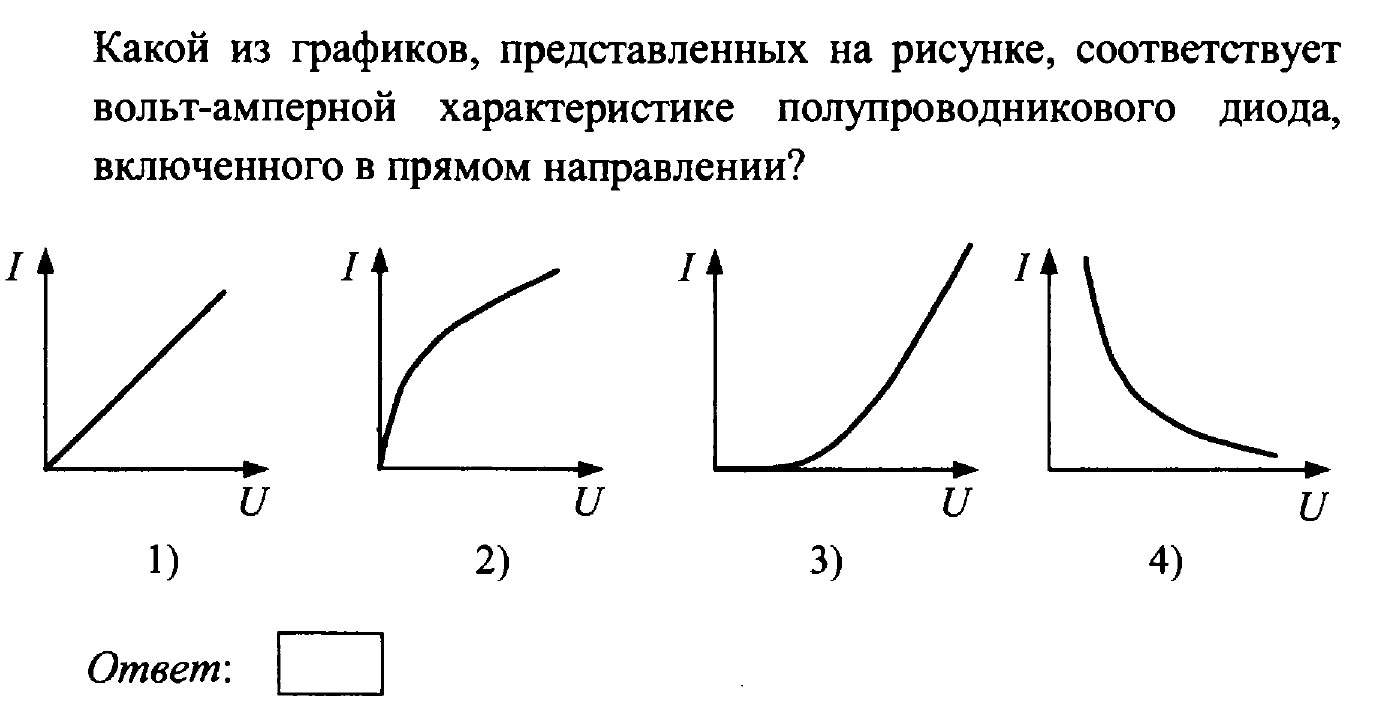 Какой из графиков, представленных на рисунке, соответствует
вольт-амперной характеристике полупроводникового диода,
включенного в прямом направлении?
I I I I
U U U U
1) 2) 3) 4)
Ответ: